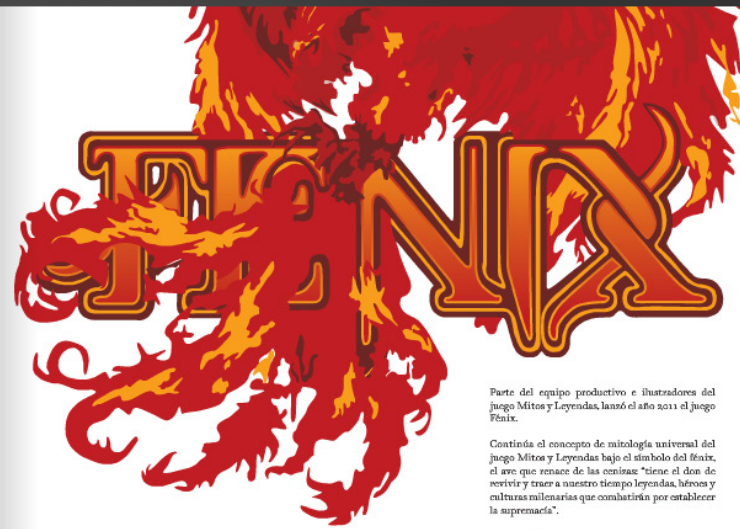 FENIX
Parte del equipo productivo e ilustradores del
juego Mitos y Leyendas, lanzó el año 2011 el juego
Fénix.
Continúa el concepto de mitología universal del
juego Mitos y Leyendas bajo el símbolo del fénix,
el ave que renace de las cenizas: “tiene el don de
revivir y traer a nuestro tiempo leyendas, héroes y
culturas milenarias que combatirán por establecer
la supremacía”.